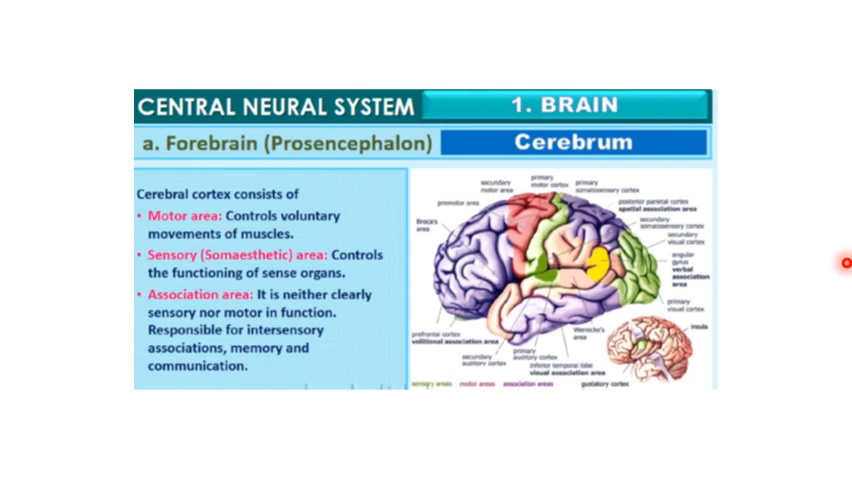 CENTRAL NEURAL SYSTEM
1. BRAIN
a. Forebrain (Prosencephalon)
Cerebrum
Cerebral cortex consists of
• Motor area: Controls voluntary
movements of muscles.
• Sensory (Somaesthetic) area: Controls
the functioning of sense organs.
• Association area: It is neither clearly
sensory nor motor in function.
Responsible for intersensory
associations, memory and
communication.
secundary
motor area
primary
motor cortex
primary
somatosensory cortex
premotor area
posterior parietal cortex
spatial association area
Broca's
area
secundary
somatosensory cortex
secundary
visual cortex
angular
gyrus
verbal
association
area
primary
visual cortex
insula
prefrontal cortex
volitional association area
Wernicke's
area
secundary
auditory cortex
primary
auditory cortex
inferior temporal lobe
visual association area
sensory areas motor areas association areas gustatory cortex